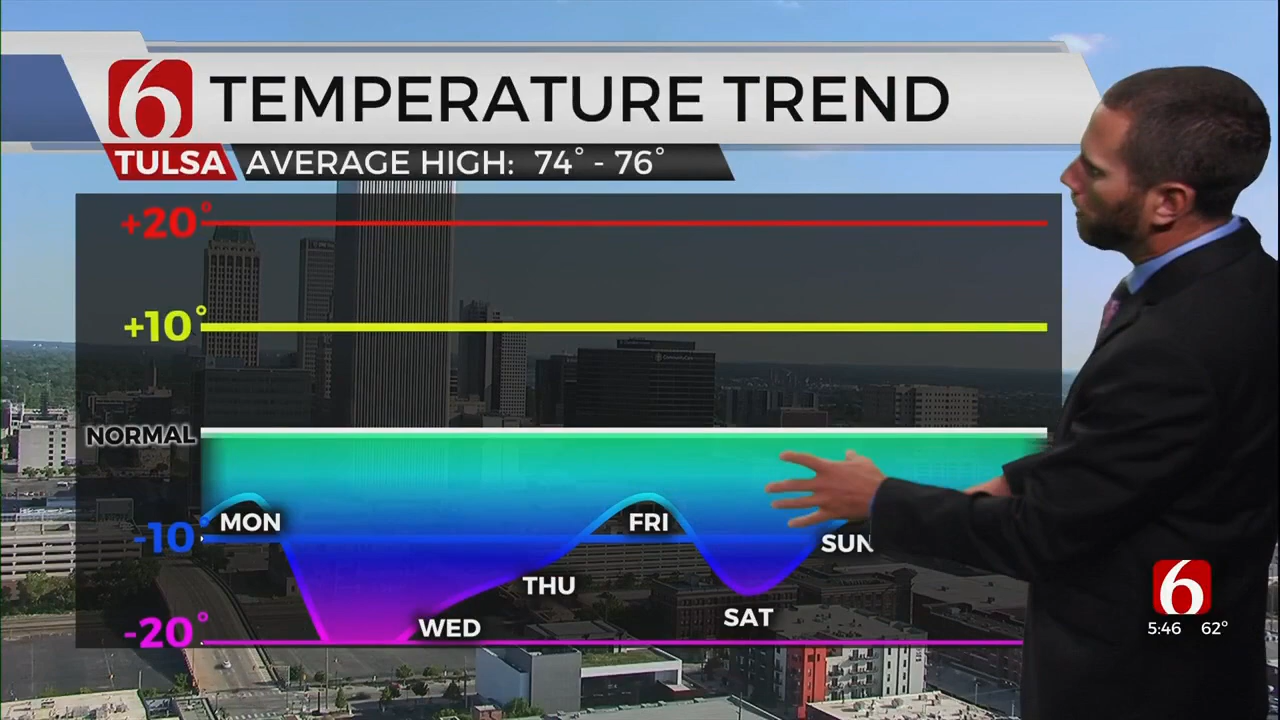 6 TEMPERATURE TREND
TULSA AVERAGE HIGH: 74° - 76°
+20°
+10°
NORMAL
-10°
-20°
MON
WED
THU
FRI
SAT
SUN
6
5:46 62°